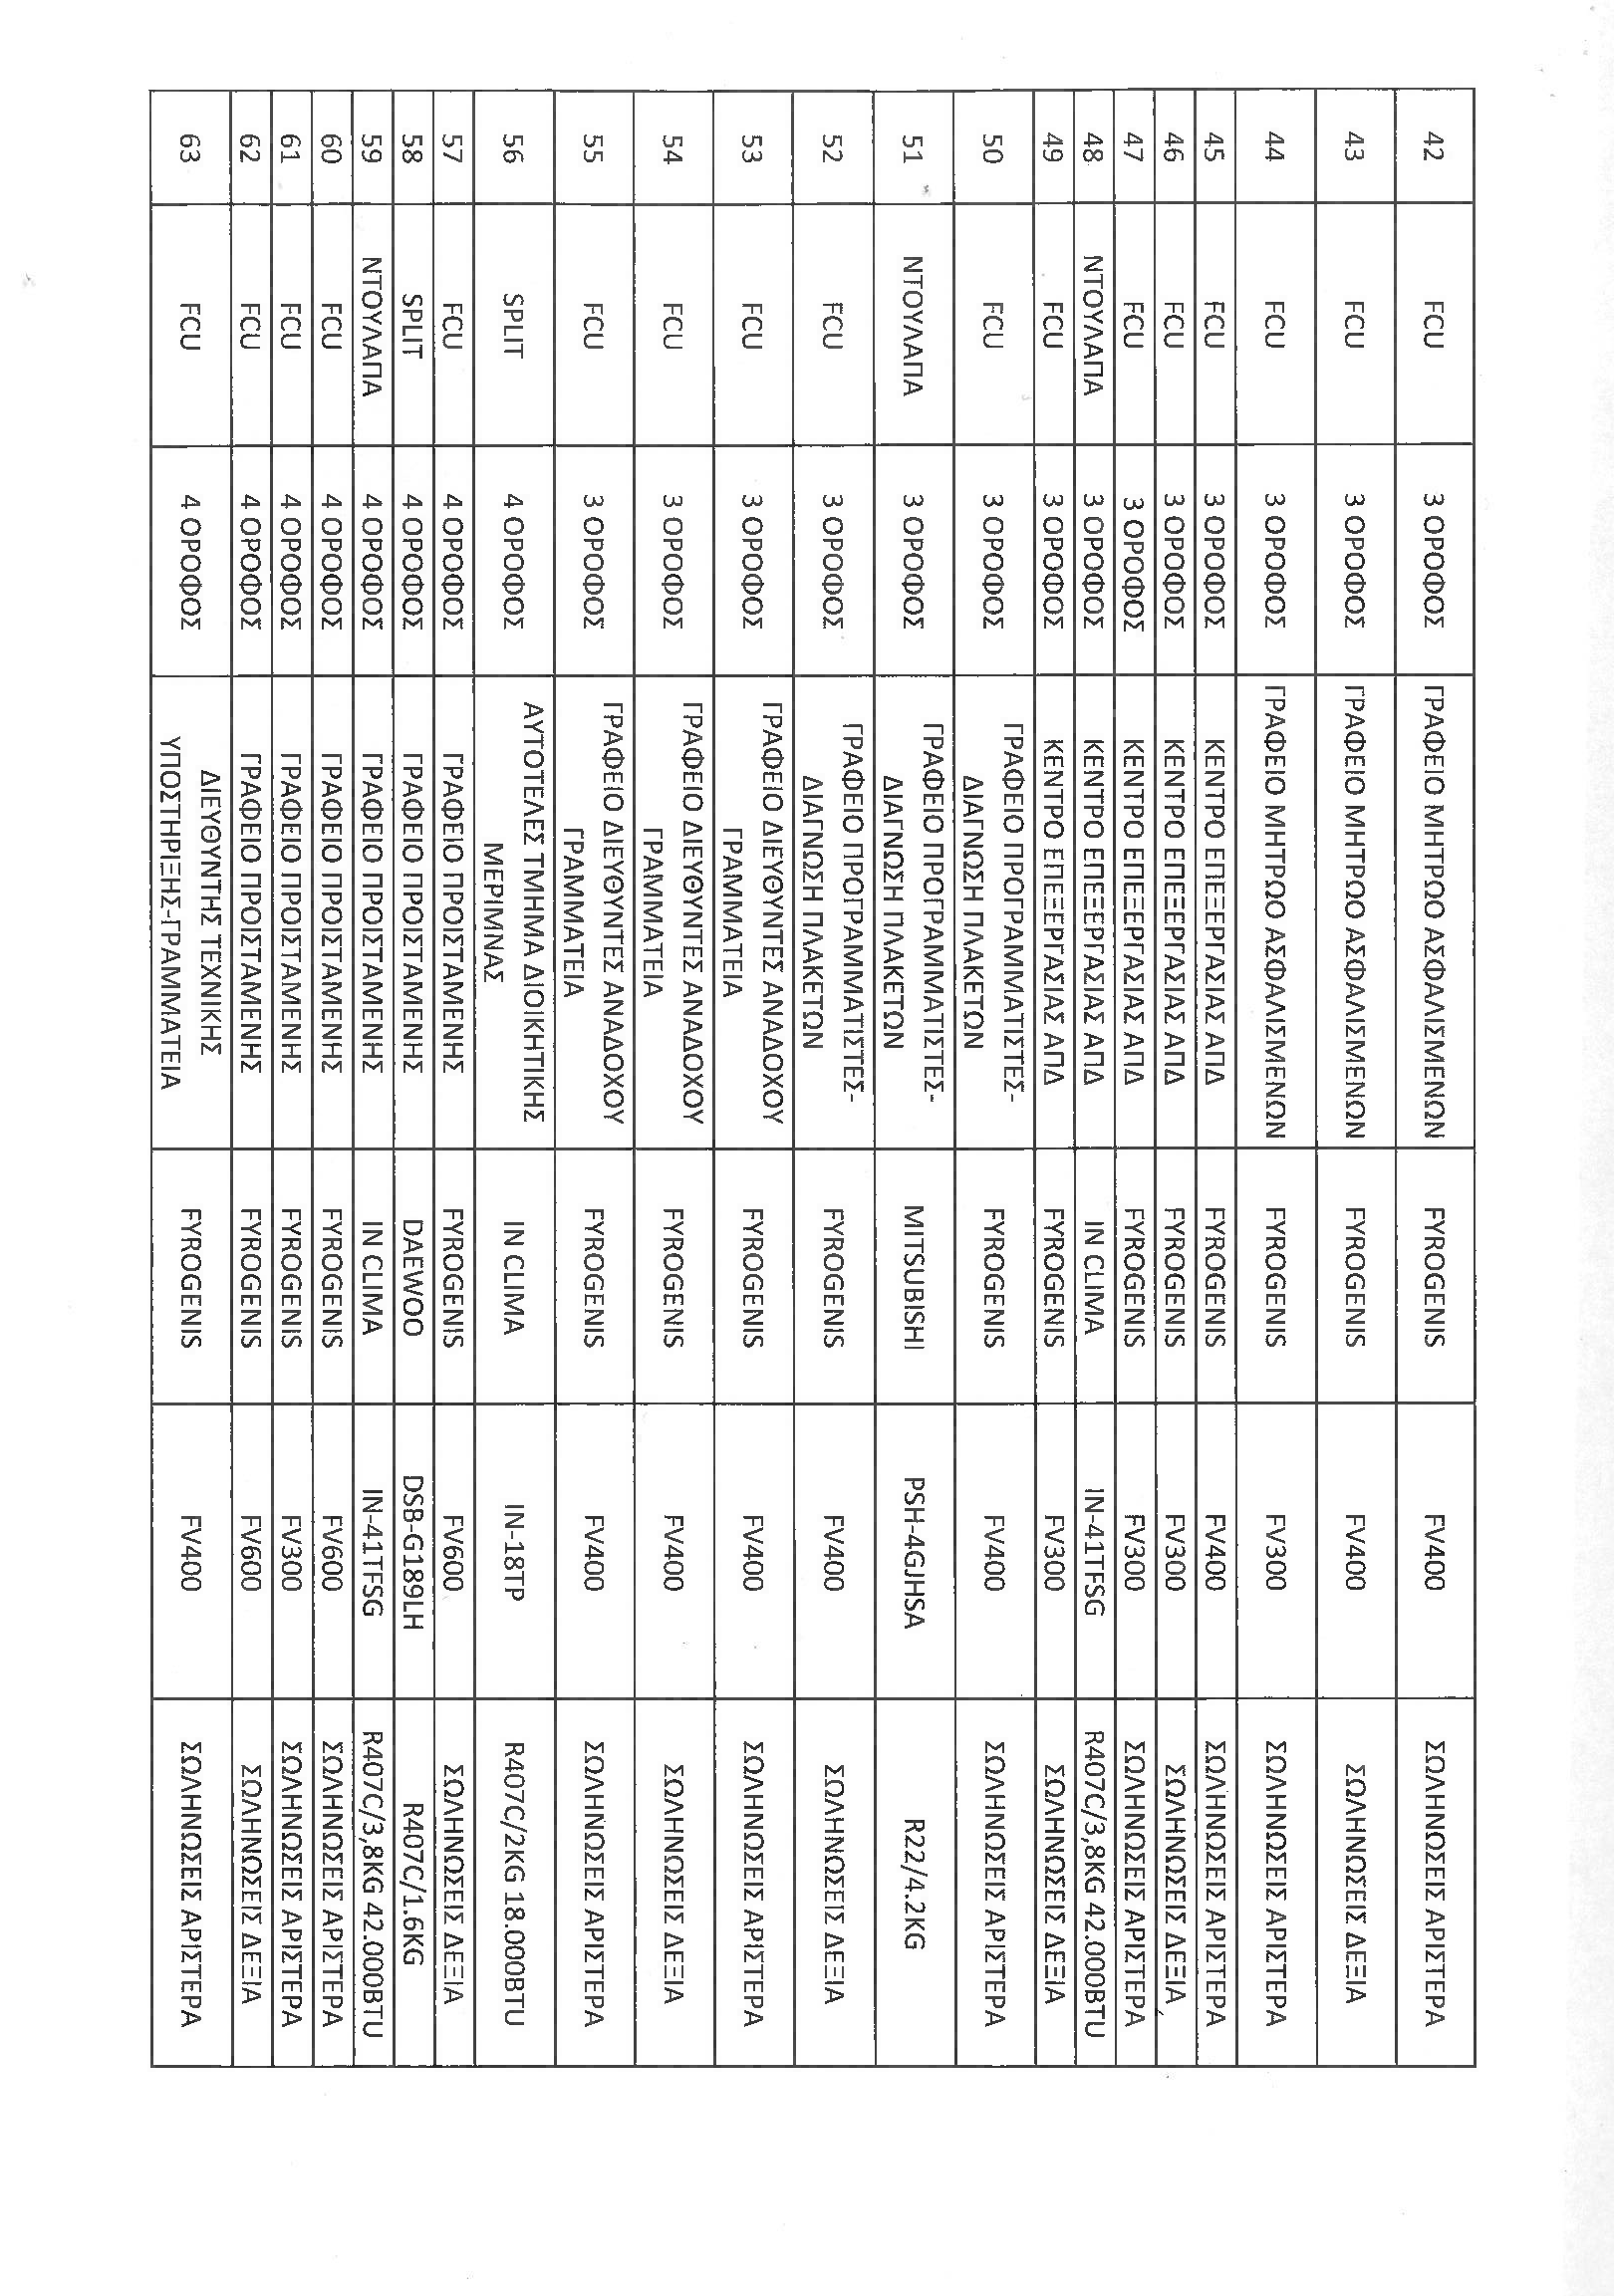 42 FCU 3 ΟΡΟΦΟΣ ΓΡΑΦΕΙΟ ΜΗΤΡΩΟ ΑΣΦΑΛΙΣΜΕΝΩΝ FYROGENIS FV400 ΣΩΛΗΝΩΣΕΙΣ ΑΡΙΣΤΕΡΑ
43 FCU 3 ΟΡΟΦΟΣ ΓΡΑΦΕΙΟ ΜΗΤΡΩΟ ΑΣΦΑΛΙΣΜΕΝΩΝ FYROGENIS FV400 ΣΩΛΗΝΩΣΕΙΣ ΔΕΞΙΑ
44 FCU 3 ΟΡΟΦΟΣ ΓΡΑΦΕΙΟ ΜΗΤΡΩΟ ΑΣΦΑΛΙΣΜΕΝΩΝ FYROGENIS FV300 ΣΩΛΗΝΩΣΕΙΣ ΑΡΙΣΤΕΡΑ
45 FCU 3 ΟΡΟΦΟΣ ΚΕΝΤΡΟ ΕΠΕΞΕΡΓΑΣΙΑΣ ΑΠΔ FYROGENIS FV400 ΣΩΛΗΝΩΣΕΙΣ ΑΡΙΣΤΕΡΑ
46 FCU 3 ΟΡΟΦΟΣ ΚΕΝΤΡΟ ΕΠΕΞΕΡΓΑΣΙΑΣ ΑΠΔ FYROGENIS FV300 ΣΩΛΗΝΩΣΕΙΣ ΔΕΞΙΑ
47 FCU 3 ΟΡΟΦΟΣ ΚΕΝΤΡΟ ΕΠΕΞΕΡΓΑΣΙΑΣ ΑΠΔ FYROGENIS FV300 ΣΩΛΗΝΩΣΕΙΣ ΑΡΙΣΤΕΡΑ
48 ΝΤΟΥΛΑΠΑ 3 ΟΡΟΦΟΣ ΚΕΝΤΡΟ ΕΠΕΞΕΡΓΑΣΙΑΣ ΑΠΔ IN CLIMA IN-41TFSG R407C/3,8KG 42.000BTU
49 FCU 3 ΟΡΟΦΟΣ ΚΕΝΤΡΟ ΕΠΕΞΕΡΓΑΣΙΑΣ ΑΠΔ FYROGENIS FV300 ΣΩΛΗΝΩΣΕΙΣ ΔΕΞΙΑ
50 FCU 3 ΟΡΟΦΟΣ ΓΡΑΦΕΙΟ ΠΡΟΓΡΑΜΜΑΤΙΣΤΕΣ-
ΔΙΑΓΝΩΣΗ ΠΛΑΚΕΤΩΝ FYROGENIS FV400 ΣΩΛΗΝΩΣΕΙΣ ΑΡΙΣΤΕΡΑ
51 ΝΤΟΥΛΑΠΑ 3 ΟΡΟΦΟΣ ΓΡΑΦΕΙΟ ΠΡΟΓΡΑΜΜΑΤΙΣΤΕΣ-
ΔΙΑΓΝΩΣΗ ΠΛΑΚΕΤΩΝ MITSUBISHI PSH-4GJHSA R22/4.2KG
52 FCU 3 ΟΡΟΦΟΣ ΓΡΑΦΕΙΟ ΠΡΟΓΡΑΜΜΑΤΙΣΤΕΣ-
ΔΙΑΓΝΩΣΗ ΠΛΑΚΕΤΩΝ FYROGENIS FV400 ΣΩΛΗΝΩΣΕΙΣ ΔΕΞΙΑ
53 FCU 3 ΟΡΟΦΟΣ ΓΡΑΦΕΙΟ ΔΙΕΥΘΥΝΤΕΣ ΑΝΑΔΟΧΟΥ
ΓΡΑΜΜΑΤΕΙΑ FYROGENIS FV400 ΣΩΛΗΝΩΣΕΙΣ ΑΡΙΣΤΕΡΑ
54 FCU 3 ΟΡΟΦΟΣ ΓΡΑΦΕΙΟ ΔΙΕΥΘΥΝΤΕΣ ΑΝΑΔΟΧΟΥ
ΓΡΑΜΜΑΤΕΙΑ FYROGENIS FV400 ΣΩΛΗΝΩΣΕΙΣ ΔΕΞΙΑ
55 FCU 3 ΟΡΟΦΟΣ ΓΡΑΦΕΙΟ ΔΙΕΥΘΥΝΤΕΣ ΑΝΑΔΟΧΟΥ
ΓΡΑΜΜΑΤΕΙΑ FYROGENIS FV400 ΣΩΛΗΝΩΣΕΙΣ ΑΡΙΣΤΕΡΑ
56 SPLIT 4 ΟΡΟΦΟΣ ΑΥΤΟΤΕΛΕΣ ΤΜΗΜΑ ΔΙΟΙΚΗΤΙΚΗΣ
ΜΕΡΙΜΝΑΣ IN CLIMA IN-18TP R407C/2KG 18.000BTU
57 FCU 4 ΟΡΟΦΟΣ ΓΡΑΦΕΙΟ ΠΡΟΙΣΤΑΜΕΝΗΣ FYROGENIS FV600 ΣΩΛΗΝΩΣΕΙΣ ΔΕΞΙΑ
58 SPLIT 4 ΟΡΟΦΟΣ ΓΡΑΦΕΙΟ ΠΡΟΙΣΤΑΜΕΝΗΣ DAEWOO DSB-G189LH R407C/1.6KG
59 ΝΤΟΥΛΑΠΑ 4 ΟΡΟΦΟΣ ΓΡΑΦΕΙΟ ΠΡΟΙΣΤΑΜΕΝΗΣ IN CLIMA IN-41TFSG R407C/3,8KG 42.000BTU
60 FCU 4 ΟΡΟΦΟΣ ΓΡΑΦΕΙΟ ΠΡΟΙΣΤΑΜΕΝΗΣ FYROGENIS FV600 ΣΩΛΗΝΩΣΕΙΣ ΑΡΙΣΤΕΡΑ
61 FCU 4 ΟΡΟΦΟΣ ΓΡΑΦΕΙΟ ΠΡΟΙΣΤΑΜΕΝΗΣ FYROGENIS FV300 ΣΩΛΗΝΩΣΕΙΣ ΑΡΙΣΤΕΡΑ
62 FCU 4 ΟΡΟΦΟΣ ΓΡΑΦΕΙΟ ΠΡΟΙΣΤΑΜΕΝΗΣ FYROGENIS FV600 ΣΩΛΗΝΩΣΕΙΣ ΔΕΞΙΑ
63 FCU 4 ΟΡΟΦΟΣ ΔΙΕΥΘΥΝΤΗΣ ΤΕΧΝΙΚΗΣ
ΥΠΟΣΤΗΡΙΞΗΣ-ΓΡΑΜΜΑΤΕΙΑ FYROGENIS FV400 ΣΩΛΗΝΩΣΕΙΣ ΑΡΙΣΤΕΡΑ